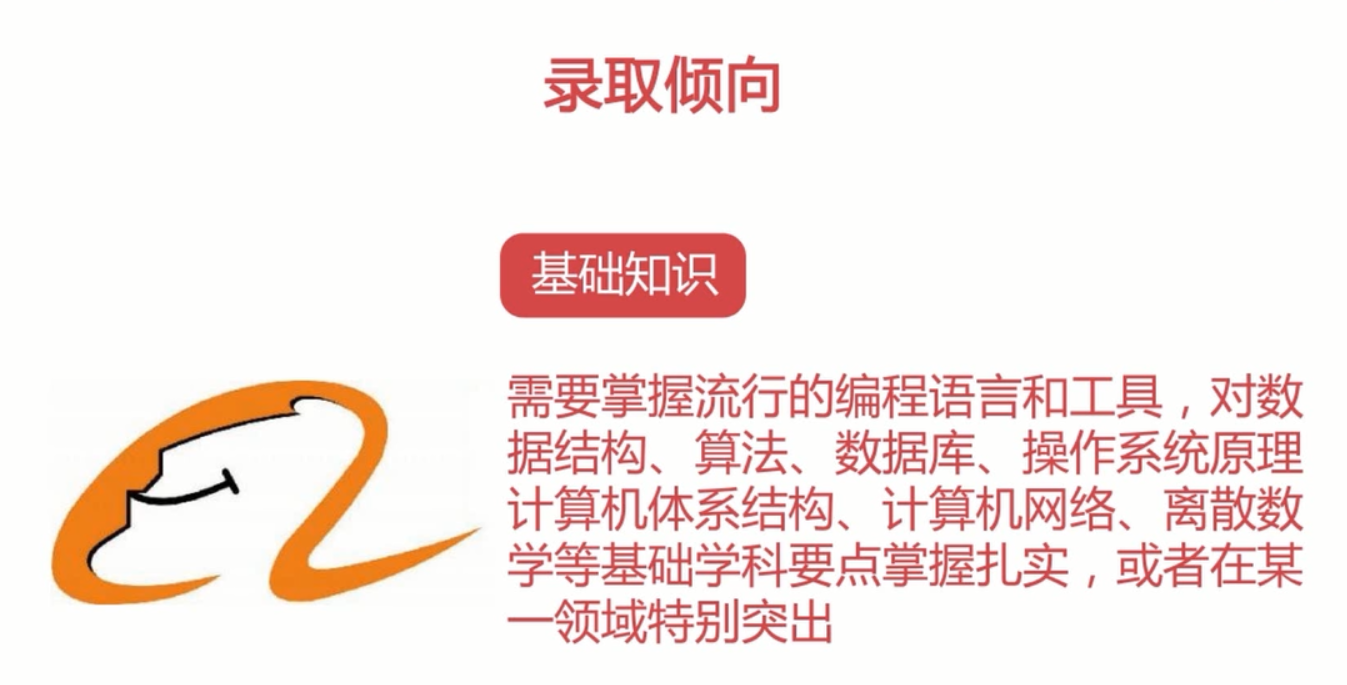 录取倾向
基础知识
需要掌握流行的编程语言和工具，对数
据结构、算法、数据库、操作系统原理
计算机体系结构、计算机网络、离散数
学等基础学科要点掌握扎实，或者在某
一领域特别突出